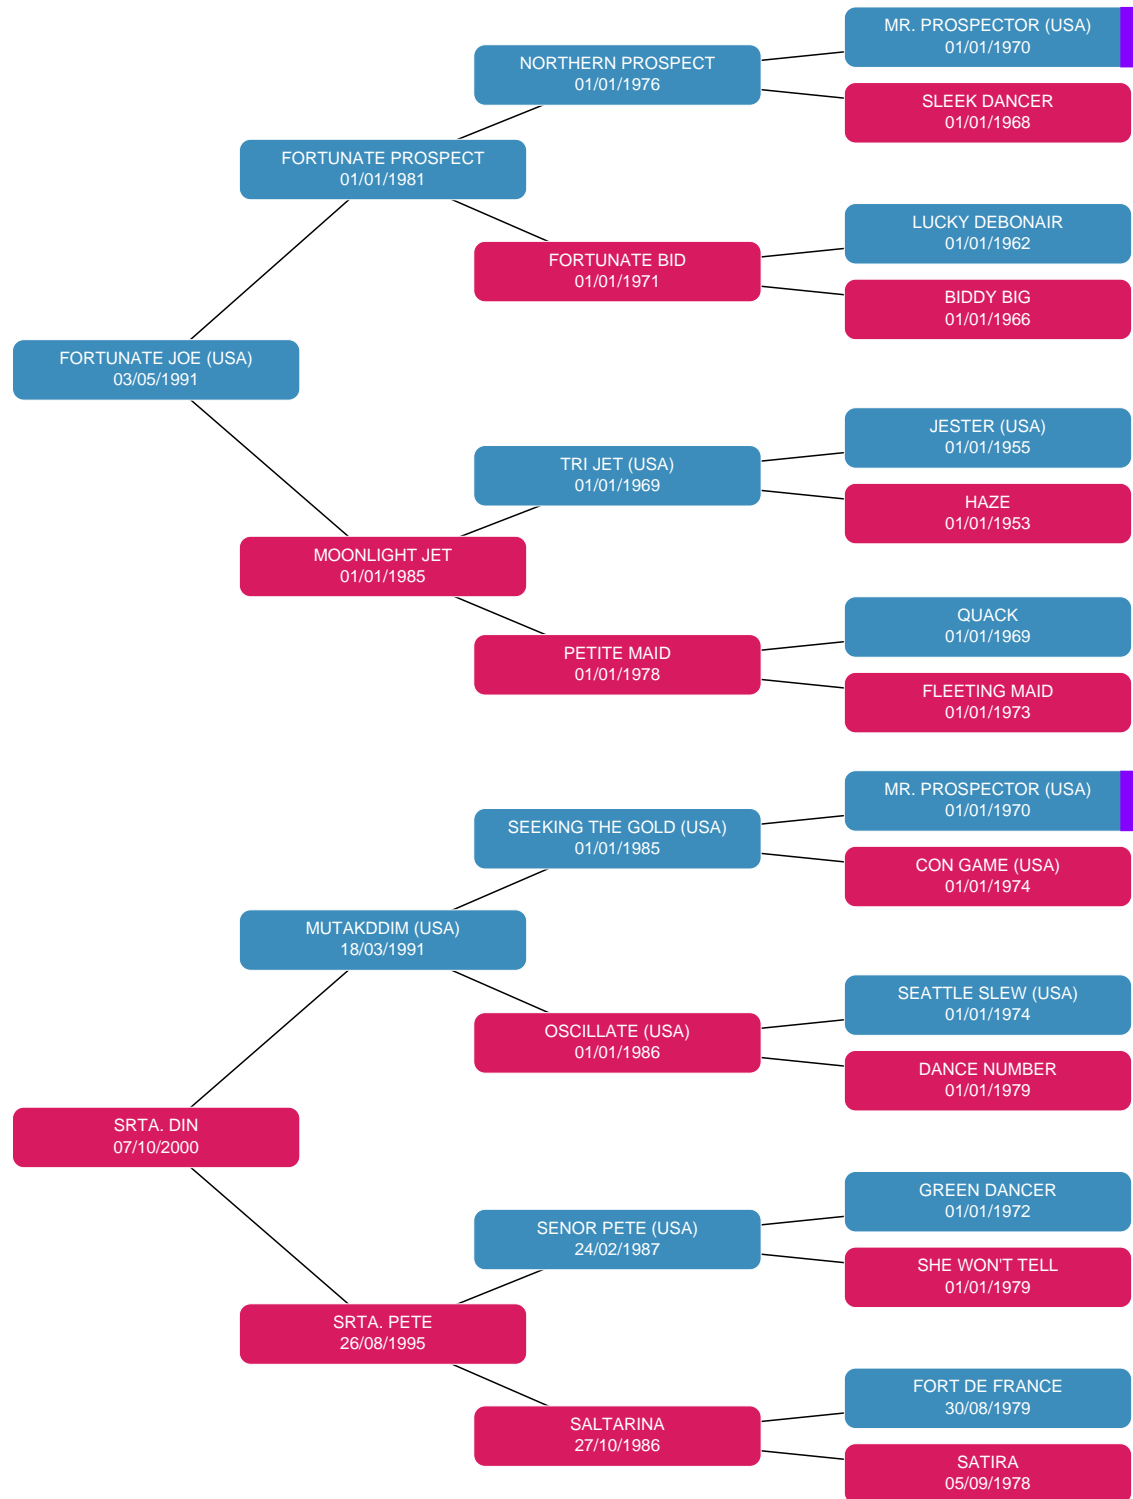 MR. PROSPECTOR (USA)
01/01/1970
NORTHERN PROSPECT
01/01/1976
SLEEK DANCER
01/01/1968
FORTUNATE PROSPECT
01/01/1981
LUCKY DEBONAIR
01/01/1962
FORTUNATE BID
01/01/1971
BIDDY BIG
01/01/1966
FORTUNATE JOE (USA)
03/05/1991
JESTER (USA)
01/01/1955
TRI JET (USA)
01/01/1969
HAZE
01/01/1953
MOONLIGHT JET
01/01/1985
QUACK
01/01/1969
PETITE MAID
01/01/1978
FLEETING MAID
01/01/1973
MR. PROSPECTOR (USA)
01/01/1970
SEEKING THE GOLD (USA)
01/01/1985
CON GAME (USA)
01/01/1974
MUTAKDDIM (USA)
18/03/1991
SEATTLE SLEW (USA)
01/01/1974
OSCILLATE (USA)
01/01/1986
DANCE NUMBER
01/01/1979
SRTA. DIN
07/10/2000
GREEN DANCER
01/01/1972
SENOR PETE (USA)
24/02/1987
SHE WON'T TELL
01/01/1979
SRTA. PETE
26/08/1995
FORT DE FRANCE
30/08/1979
SALTARINA
27/10/1986
SATIRA
05/09/1978